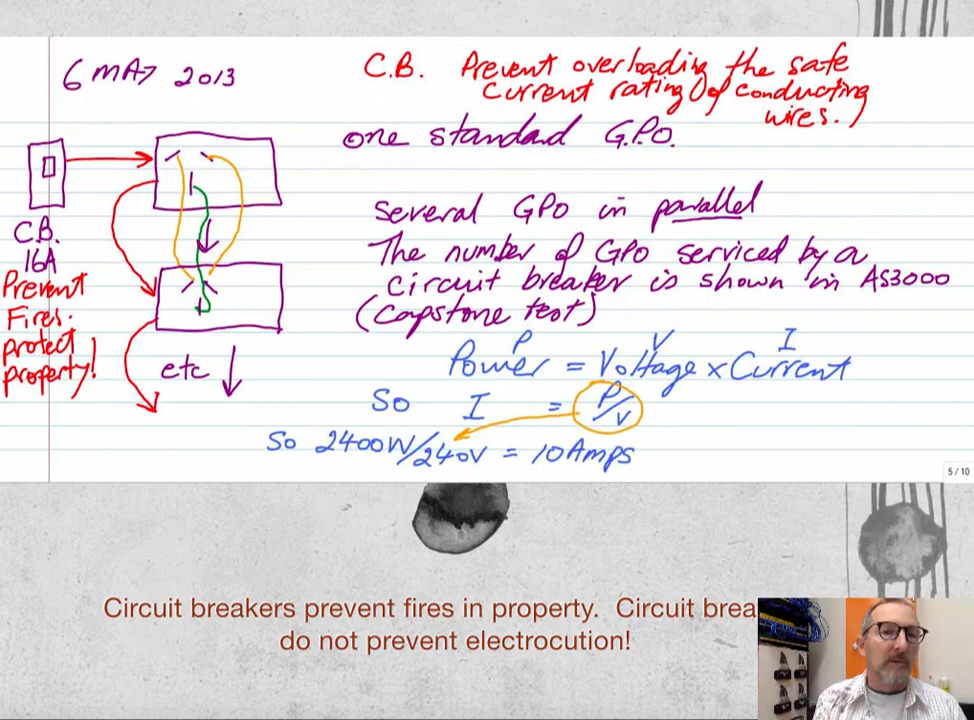 6 MAY 2013
C.B. Prevent overloading the safe
current rating of conducting
wires.
one standard G.P.O.
C.B.
16A
Prevent
Fires.
protect
property!
etc
several GPO in parallel
The number of GPO serviced by a
circuit breaker is shown in AS3000
(Capstone test)
P V I
Power = Voltage x Current
So I = P/V
So 2400W/240V = 10Amps
5 / 10
Circuit breakers prevent fires in property. Circuit brea
do not prevent electrocution!